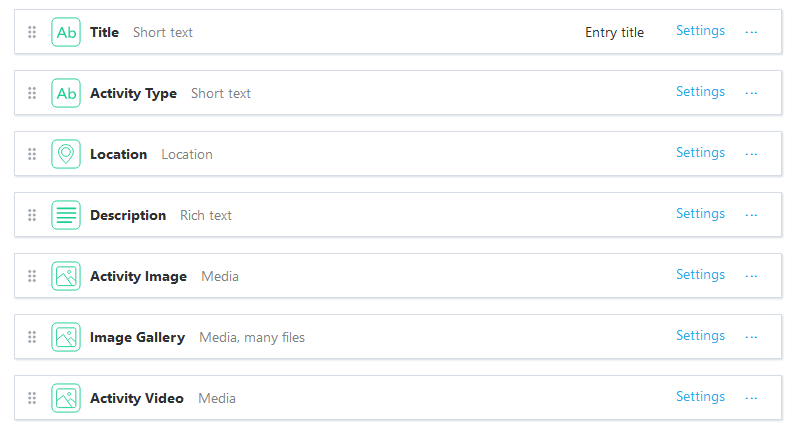 Ab Title Short text Entry title Settings ...
Ab Activity Type Short text Settings ...
Location Location Settings ...
Description Rich text Settings ...
Activity Image Media Settings ...
Image Gallery Media, many files Settings ...
Activity Video Media Settings ...